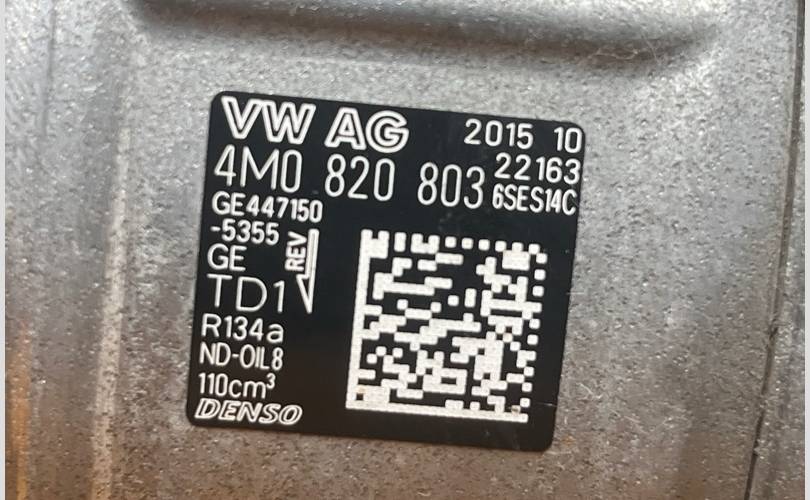 VW AG 2015 10
4M0 820 803 22163
6SES14C
GE447150
-5355
REV
GE
TD1
R134a
ND-OIL8
110cm³
DENSO